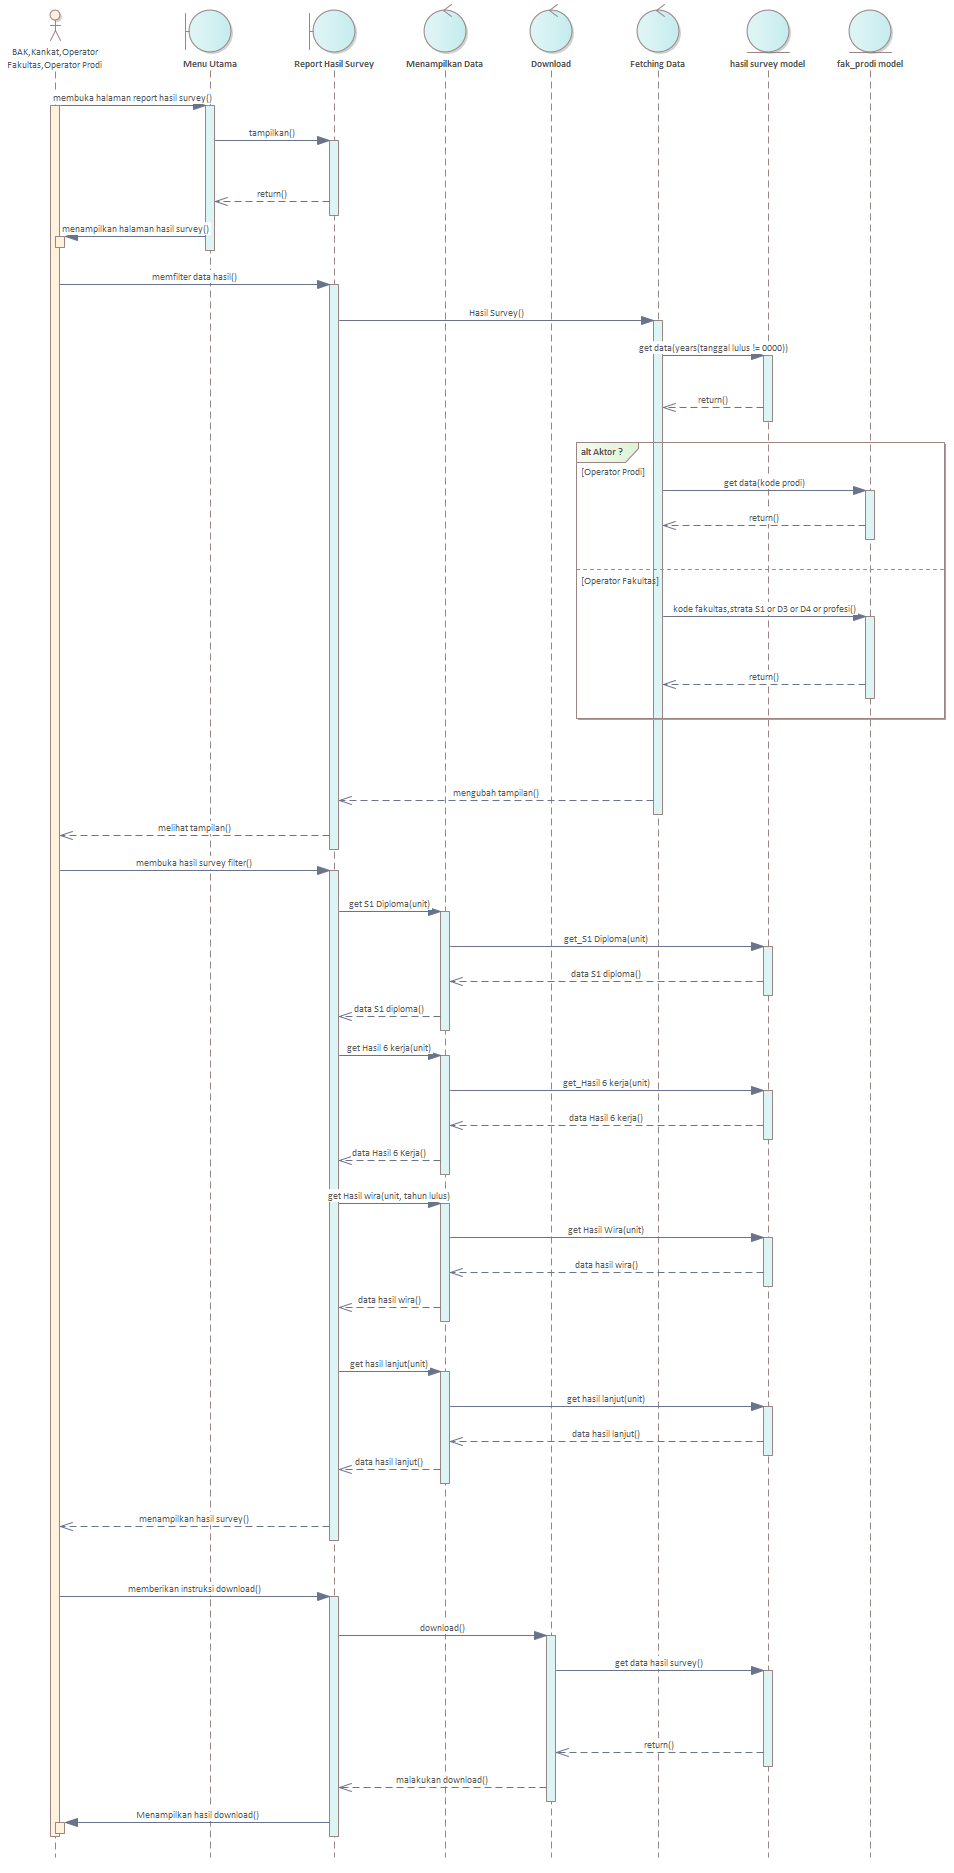 BAK,Kankat,Operator
Fakultas,Operator Prodi
Menu Utama
Report Hasil Survey
Menampilkan Data
Download
Fetching Data
hasil survey model
fak_prodi model
membuka halaman report hasil survey()
tampilkan()
return()
menampilkan halaman hasil survey()
memfilter data hasil()
Hasil Survey()
get data(years(tanggal lulus != 0000))
return()
alt Aktor ?
[Operator Prodi]
get data(kode prodi)
return()
[Operator Fakultas]
kode fakultas,strata S1 or D3 or D4 or profesi()
return()
mengubah tampilan()
melihat tampilan()
membuka hasil survey filter()
get S1 Diploma(unit)
get_S1 Diploma(unit)
data S1 diploma()
data S1 diploma()
get Hasil 6 kerja(unit)
get_Hasil 6 kerja(unit)
data Hasil 6 kerja()
data Hasil 6 Kerja()
get Hasil wira(unit, tahun lulus)
get Hasil Wira(unit)
data hasil wira()
data hasil wira()
get hasil lanjut(unit)
get hasil lanjut(unit)
data hasil lanjut()
data hasil lanjut()
menampilkan hasil survey()
memberikan instruksi download()
download()
get data hasil survey()
return()
malakukan download()
Menampilkan hasil download()